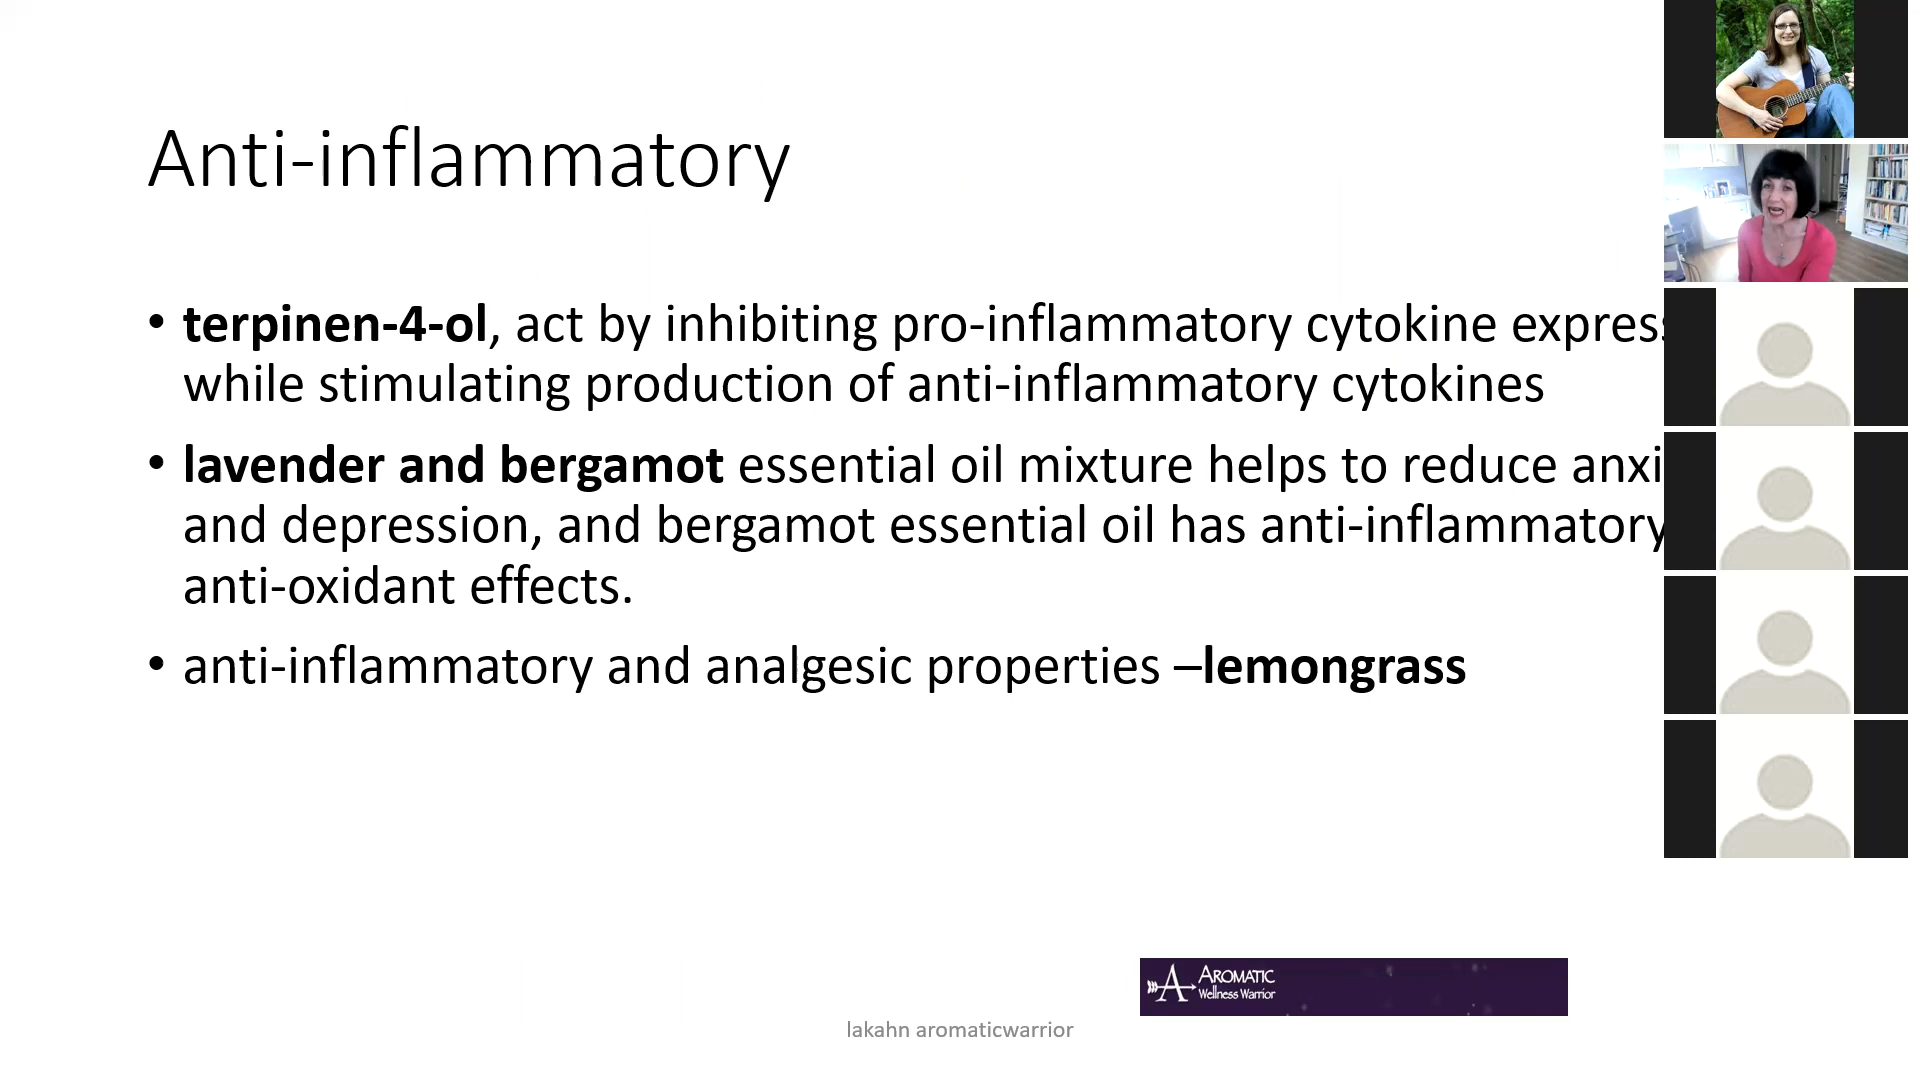 Anti-inflammatory
• terpinen-4-ol, act by inhibiting pro-inflammatory cytokine
while stimulating production of anti-inflammatory cytokines
• lavender and bergamot essential oil mixture helps to reduce
and depression, and bergamot essential oil has anti-inflammatory
anti-oxidant effects.
• anti-inflammatory and analgesic properties –lemongrass
AROMATIC
Wellness Warrior
lakahn aromaticwarrior